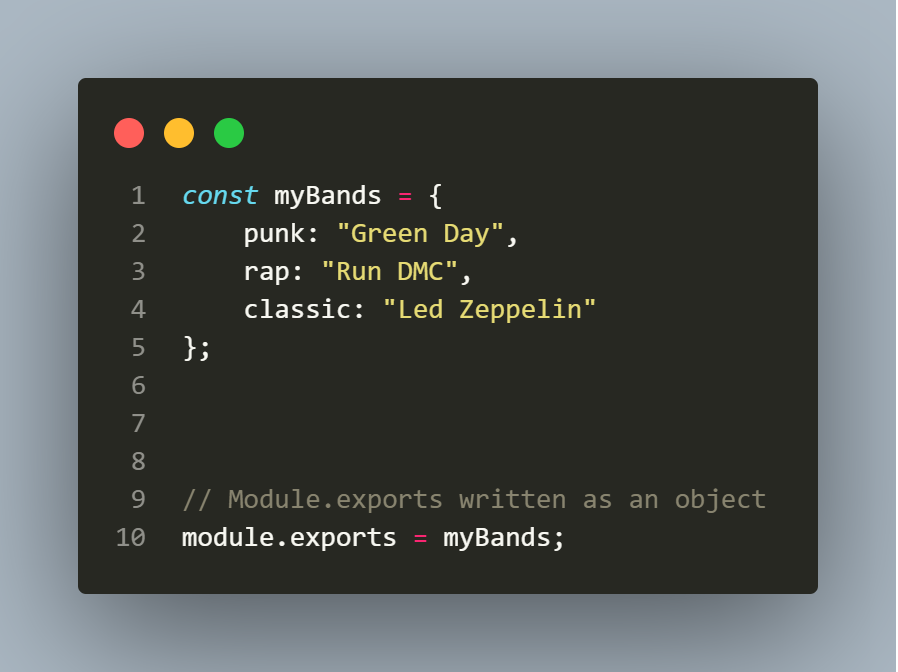 1 const myBands = {
2     punk: "Green Day",
3     rap: "Run DMC",
4     classic: "Led Zeppelin"
5 };
6
7
8
9 // Module.exports written as an object
10 module.exports = myBands;